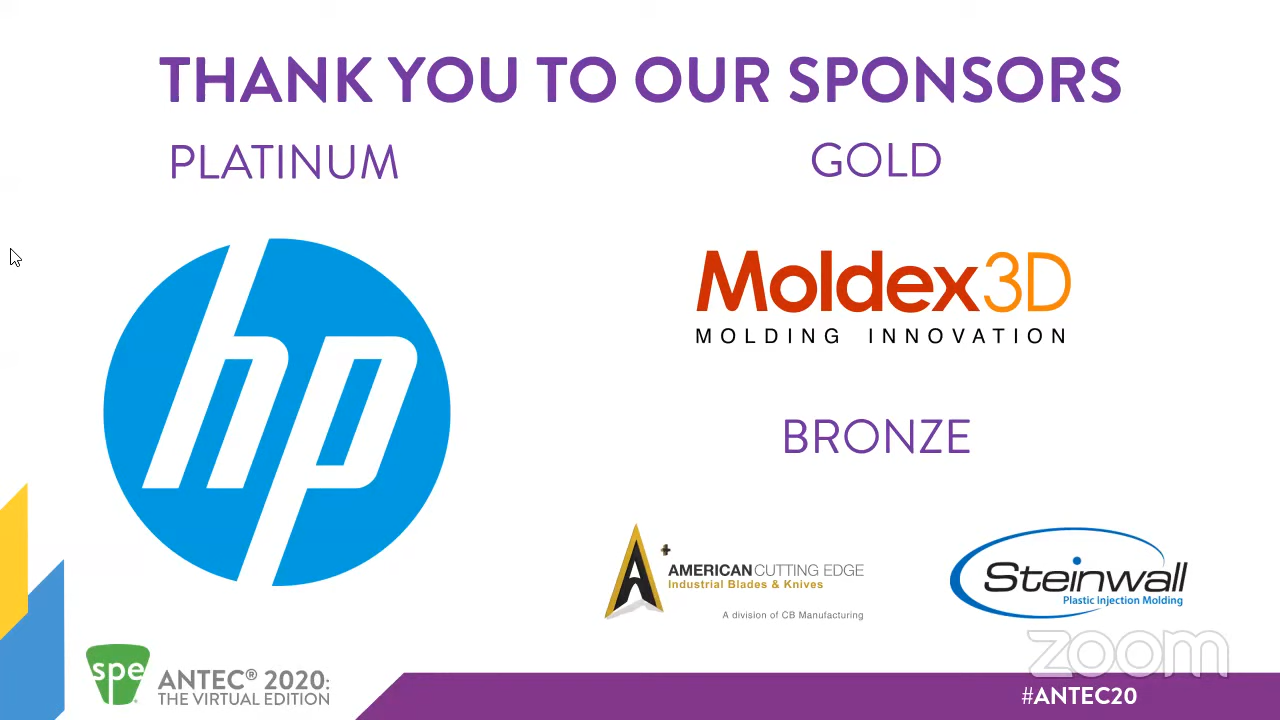 THANK YOU TO OUR SPONSORS
PLATINUM
GOLD
hp
Moldex3D
MOLDING INNOVATION
BRONZE
A+
AMERICAN CUTTING EDGE
Industrial Blades & Knives
A division of CB Manufacturing
Steinwall
Plastic Injection Molding
zoom
spe
ANTEC® 2020:
THE VIRTUAL EDITION
#ANTEC20